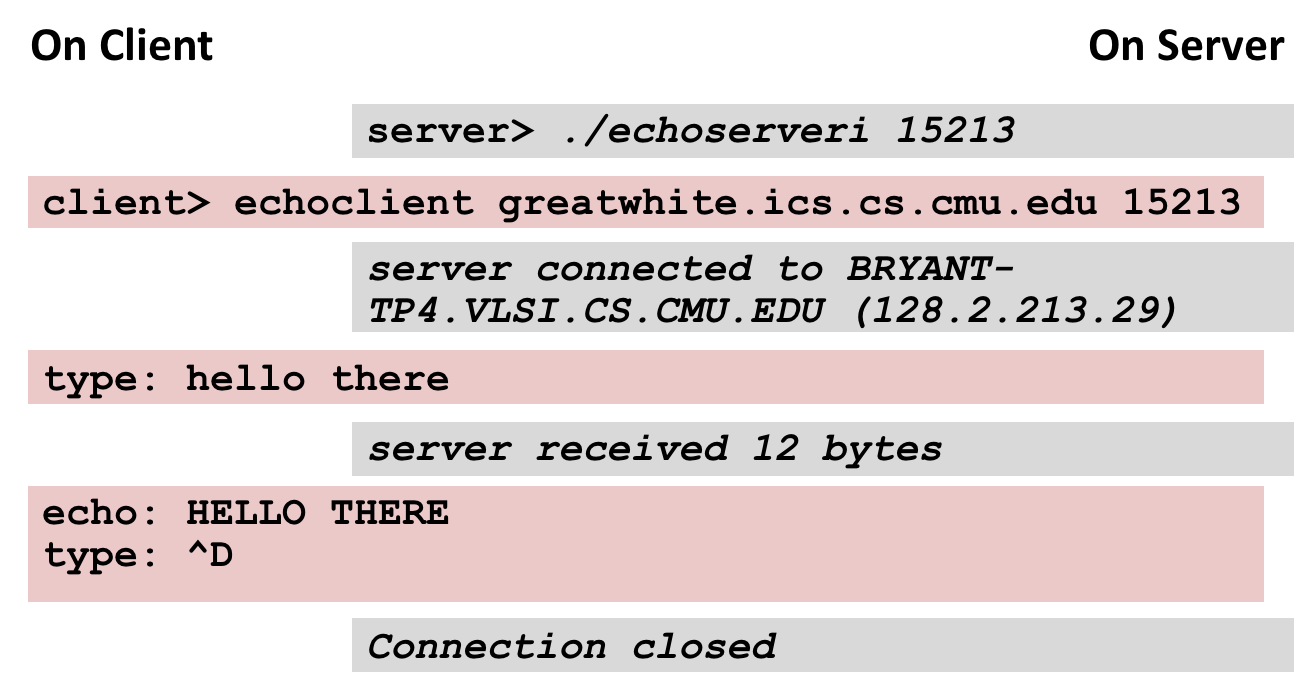 On Client
On Server
server> ./echoserveri 15213
client> echoclient greatwhite.ics.cs.cmu.edu 15213
server connected to BRYANT-
TP4.VLSI.CS.CMU.EDU (128.2.213.29)
type: hello there
server received 12 bytes
echo: HELLO THERE
type: ^D
Connection closed